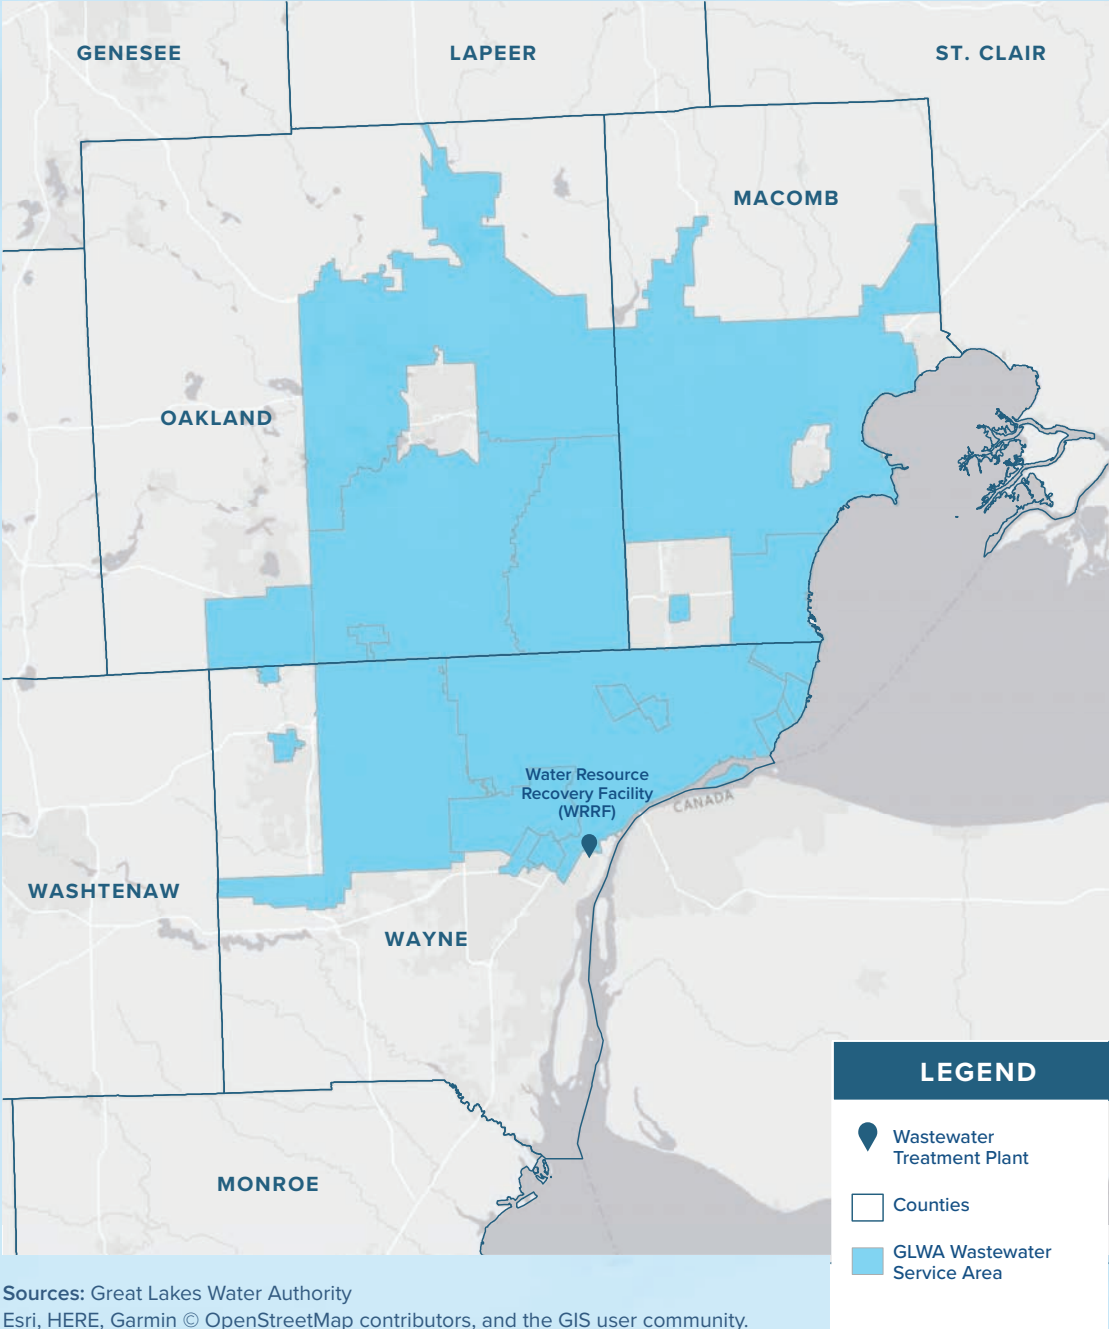 GENESEE
LAPEER
ST. CLAIR
MACOMB
OAKLAND
Water Resource
Recovery Facility
(WRRF)
CANADA
WASHTENAW
WAYNE
MONROE
LEGEND
Wastewater
Treatment Plant
Counties
GLWA Wastewater
Service Area
Sources: Great Lakes Water Authority
Esri, HERE, Garmin © OpenStreetMap contributors, and the GIS user community.